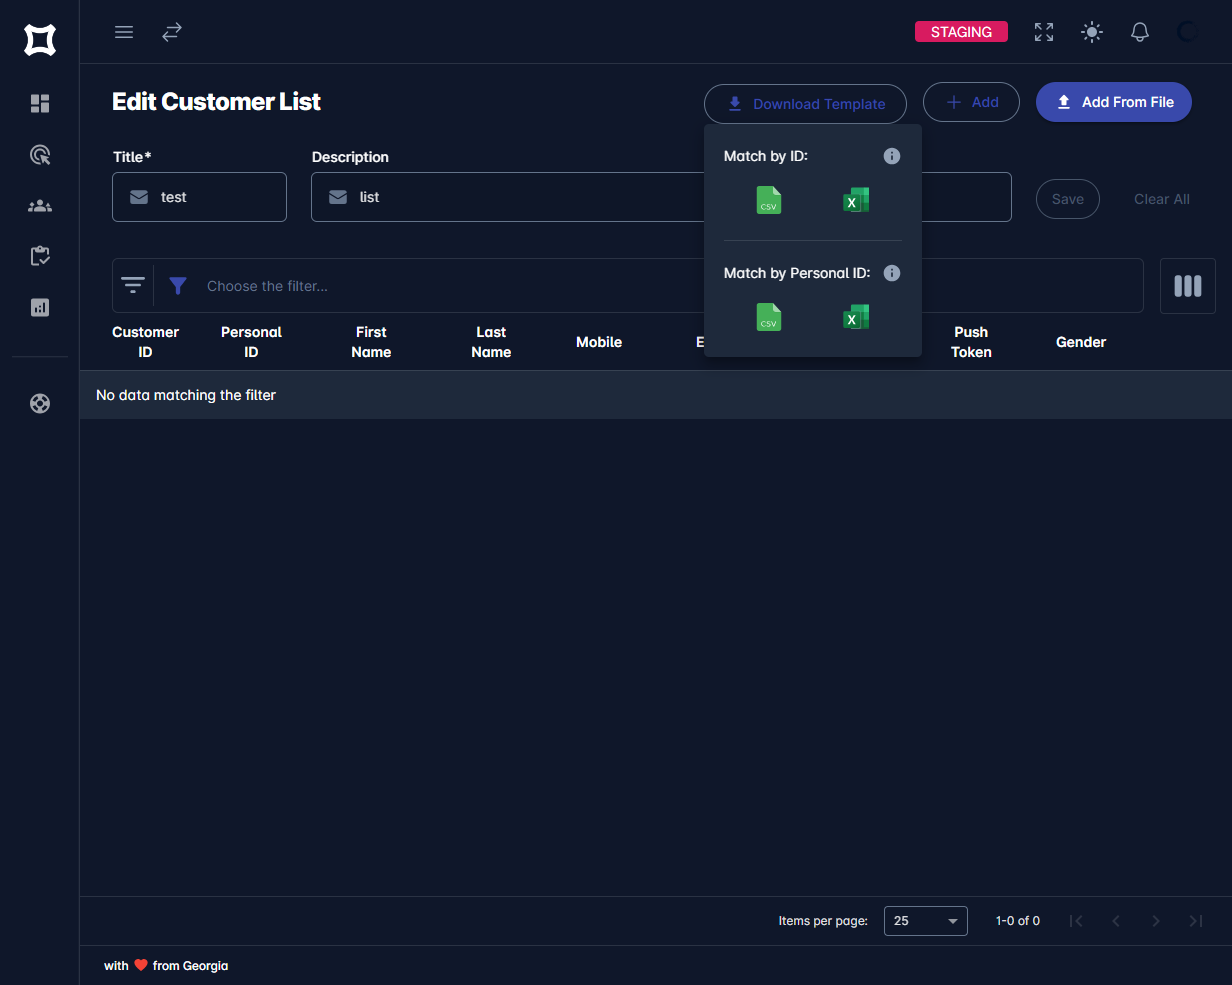 STAGING
Edit Customer List
Download Template
Add
Add From File
Title*
Description
test
list
Save
Clear All
Match by ID:
CSV
X
Match by Personal ID:
CSV
X
Choose the filter...
Customer
ID
Personal
ID
First
Name
Last
Name
Mobile
E
Push
Token
Gender
No data matching the filter
Items per page:
25
1-0 of 0
with ❤ from Georgia